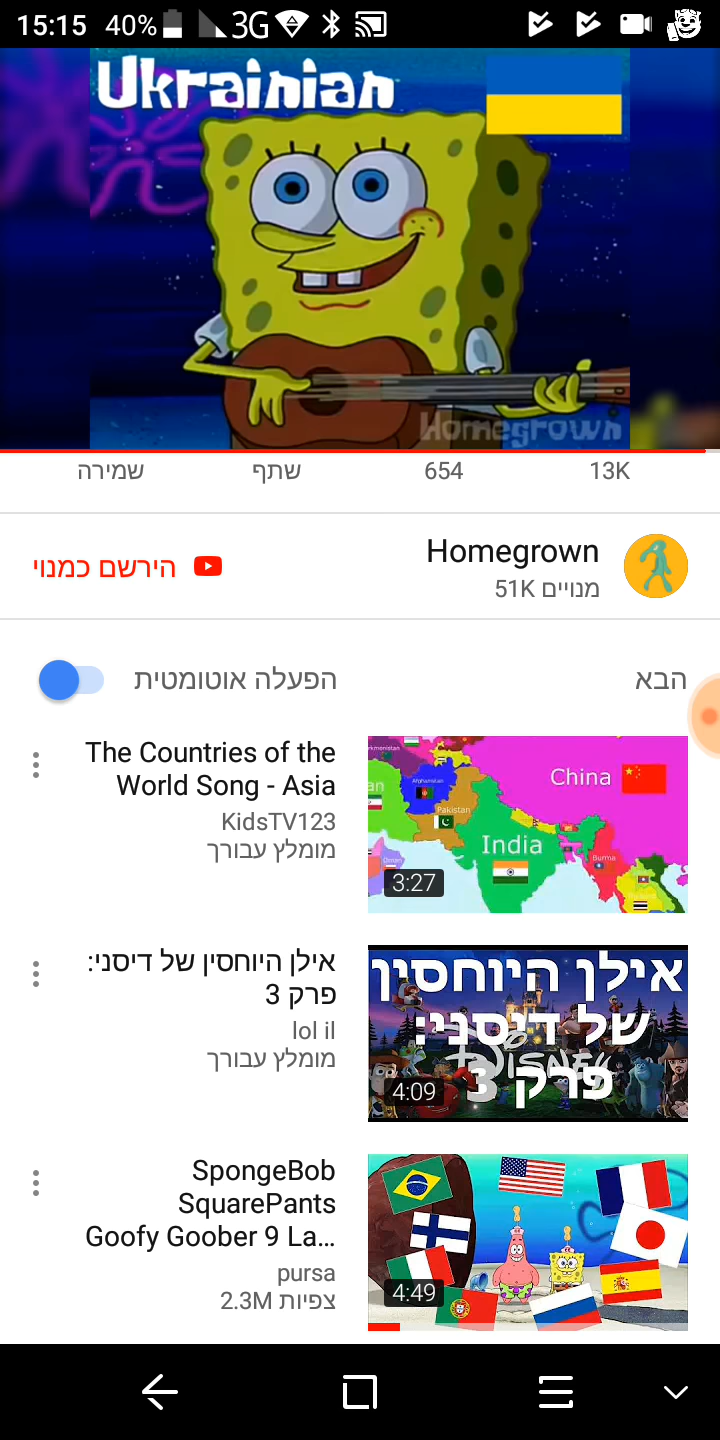 15:15 40% 3G
Ukrainian
Homegrown
13K 654 שתף שמירה
Homegrown
51K מנויים
הירשם כמנוי
הבא
הפעלה אוטומטית
The Countries of the
World Song - Asia
KidsTV123
מומלץ עבורך
China
Afghanistan
Pakistan
India
Burma
Oman
3:27
אילן היוחסין של דיסני:
פרק 3
lol il
מומלץ עבורך
אילן היוחסין
של דיסני:
פרק 3
DISNEY
4:09
SpongeBob
SquarePants
Goofy Goober 9 La...
pursa
2.3M צפיות
4:49